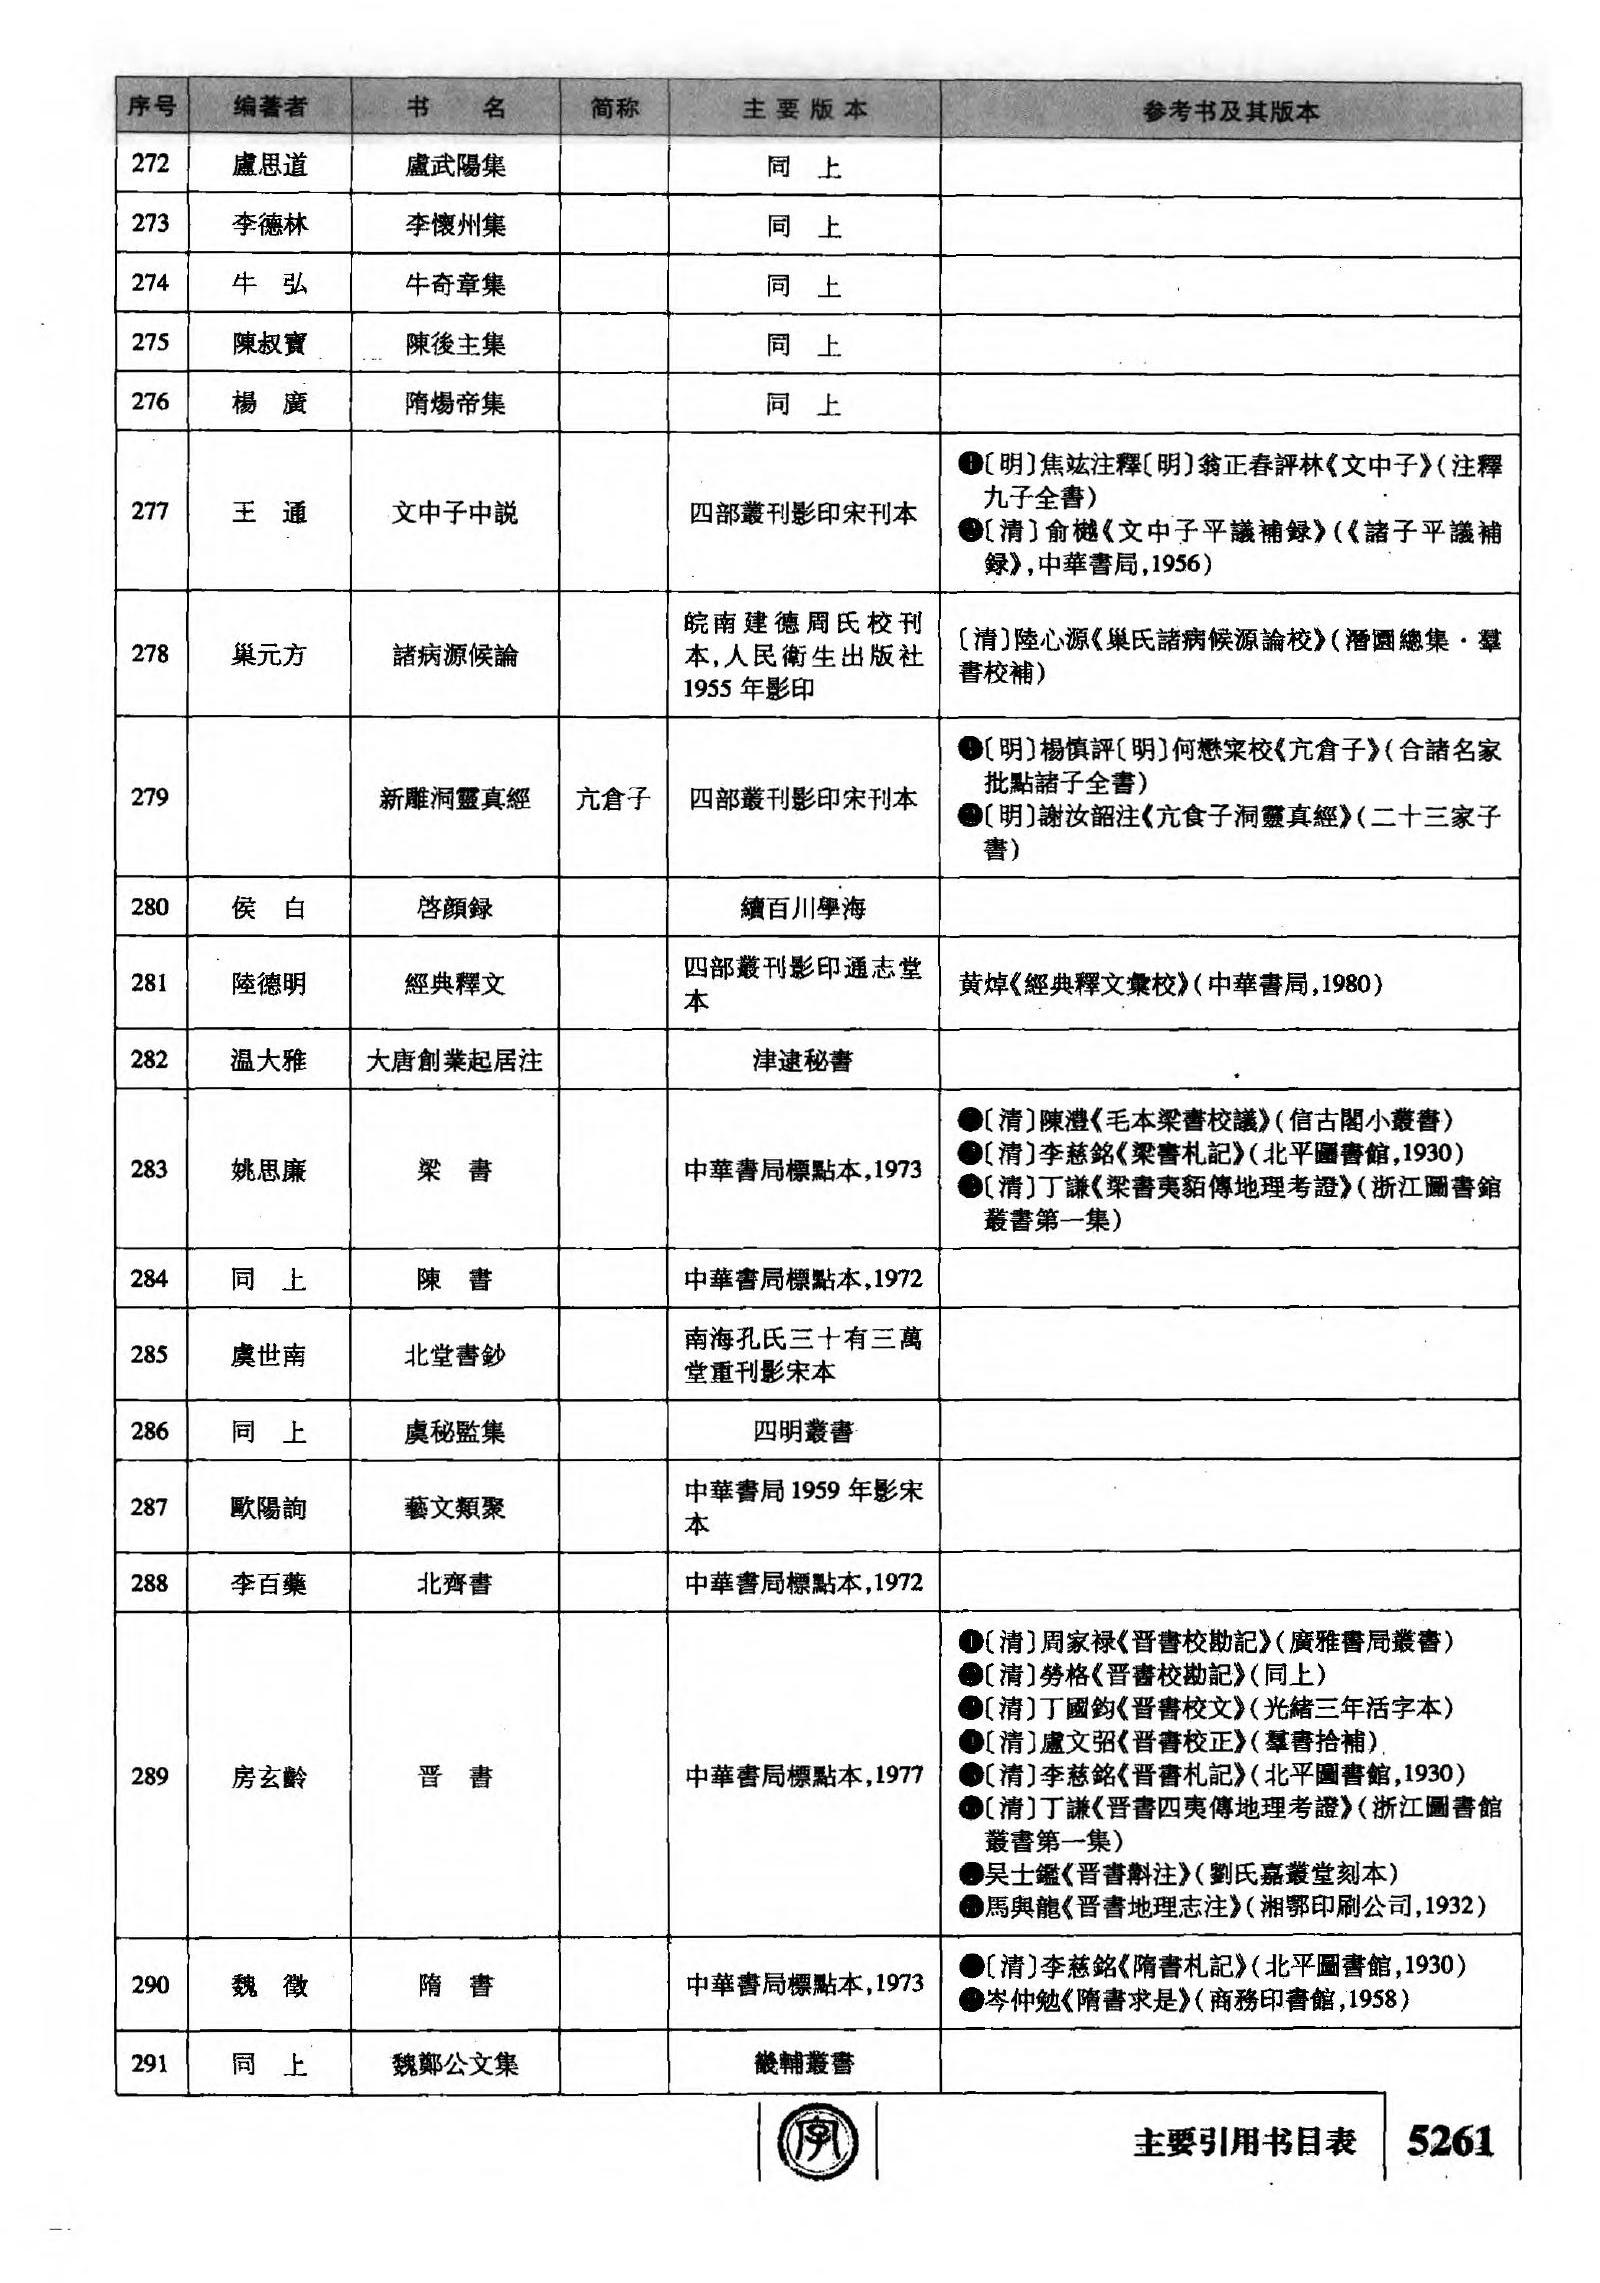 序号 编著者 书 名 简称 主要版本 参考书及其版本
272 盧思道 盧武陽集 同 上
273 李德林 李懷州集 同 上
274 牛 弘 牛奇章集 同 上
275 陳叔寶 陳後主集 同 上
276 楊 廣 隋煬帝集 同 上
277 王 通 文中子中説 四部叢刊影印宋刊本
❶〔明〕焦竑注釋〔明〕翁正春評林《文中子》(注釋
九子全書)
❷〔清〕俞樾《文中子平議補録》(《諸子平議補
録》,中華書局,1956)
278 巢元方 諸病源候論
皖南建德周氏校刊
本,人民衛生出版社
1955年影印
〔清〕陸心源《巢氏諸病候源論校》(潛園總集·羣
書校補)
279 新雕洞靈真經 亢倉子 四部叢刊影印宋刊本
❶〔明〕楊慎評〔明〕何懋寀校《亢倉子》(合諸名家
批點諸子全書)
❷〔明〕謝汝韶注《亢食子洞靈真經》(二十三家子
書)
280 侯 白 啓顔録 續百川學海
281 陸德明 經典釋文
四部叢刊影印通志堂
本
黄焯《經典釋文彙校》(中華書局,1980)
282 温大雅 大唐創業起居注 津逮秘書
283 姚思廉 梁 書 中華書局標點本,1973
❶〔清〕陳澧《毛本梁書校議》(信古閣小叢書)
❷〔清〕李慈銘《梁書札記》(北平圖書館,1930)
❸〔清〕丁謙《梁書夷貊傳地理考證》(浙江圖書館
叢書第一集)
284 同 上 陳 書 中華書局標點本,1972
285 虞世南 北堂書鈔
南海孔氏三十有三萬
堂重刊影宋本
286 同 上 虞秘監集 四明叢書
287 歐陽詢 藝文類聚
中華書局1959年影宋
本
288 李百藥 北齊書 中華書局標點本,1972
289 房玄齡 晋 書 中華書局標點本,1977
❶〔清〕周家禄《晋書校勘記》(廣雅書局叢書)
❷〔清〕勞格《晋書校勘記》(同上)
❸〔清〕丁國鈞《晋書校文》(光緒三年活字本)
❹〔清〕盧文弨《晋書校正》(羣書拾補)
❺〔清〕李慈銘《晋書札記》(北平圖書館,1930)
❻〔清〕丁謙《晋書四夷傳地理考證》(浙江圖書館
叢書第一集)
❼吴士鑑《晋書斠注》(劉氏嘉叢堂刻本)
❽馬與龍《晋書地理志注》(湘鄂印刷公司,1932)
290 魏 徵 隋 書 中華書局標點本,1973
❶〔清〕李慈銘《隋書札記》(北平圖書館,1930)
❷岑仲勉《隋書求是》(商務印書館,1958)
291 同 上 魏鄭公文集 畿輔叢書
字
主要引用书目表 5261